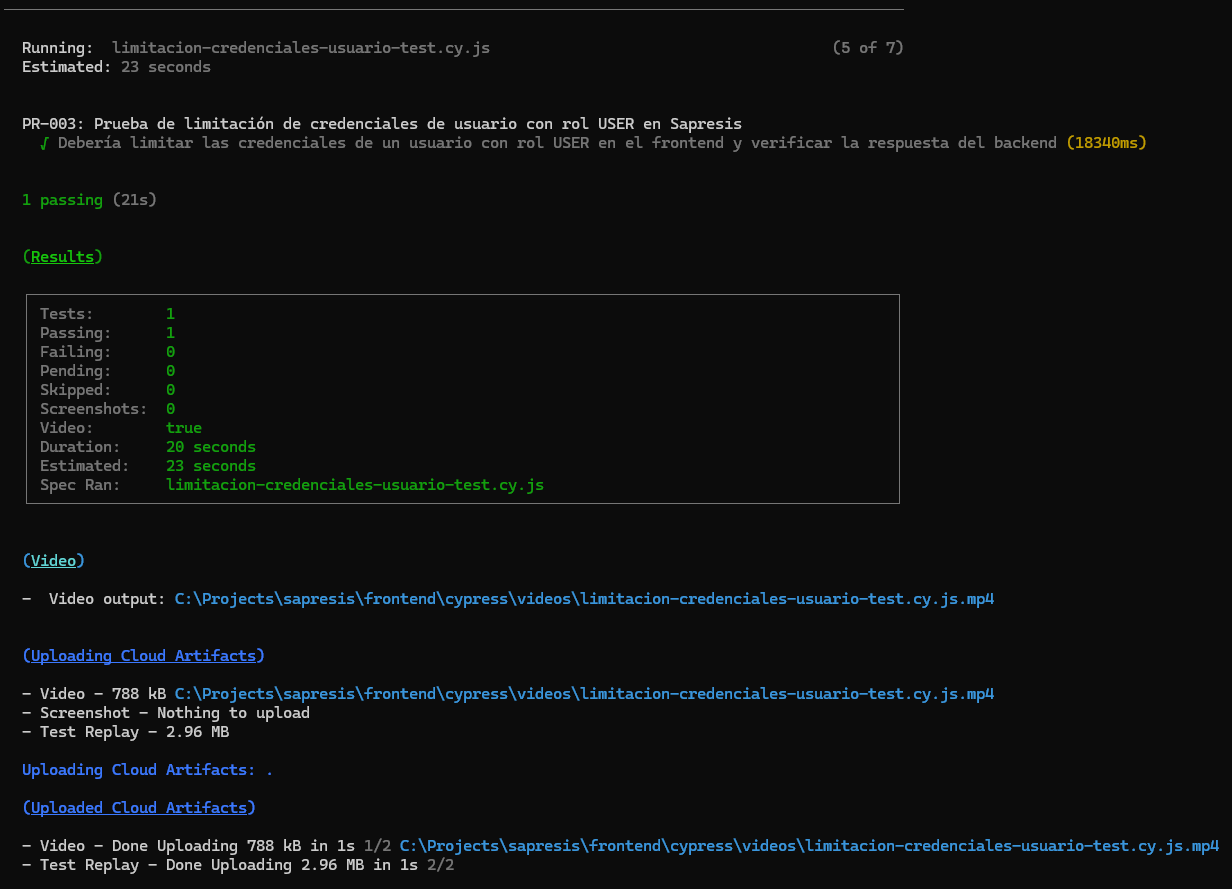 Running:  limitacion-credenciales-usuario-test.cy.js                                      (5 of 7)
Estimated: 23 seconds
PR-003: Prueba de limitación de credenciales de usuario con rol USER en Sapresis
√ Debería limitar las credenciales de un usuario con rol USER en el frontend y verificar la respuesta del backend (18340ms)
1 passing (21s)
(Results)
Tests:        1
Passing:      1
Failing:      0
Pending:      0
Skipped:      0
Screenshots:  0
Video:        true
Duration:     20 seconds
Estimated:    23 seconds
Spec Ran:     limitacion-credenciales-usuario-test.cy.js
(Video)
-  Video output: C:\Projects\sapresis\frontend\cypress\videos\limitacion-credenciales-usuario-test.cy.js.mp4
(Uploading Cloud Artifacts)
- Video - 788 kB C:\Projects\sapresis\frontend\cypress\videos\limitacion-credenciales-usuario-test.cy.js.mp4
- Screenshot - Nothing to upload
- Test Replay - 2.96 MB
Uploading Cloud Artifacts: .
(Uploaded Cloud Artifacts)
- Video - Done Uploading 788 kB in 1s 1/2 C:\Projects\sapresis\frontend\cypress\videos\limitacion-credenciales-usuario-test.cy.js.mp4
- Test Replay - Done Uploading 2.96 MB in 1s 2/2